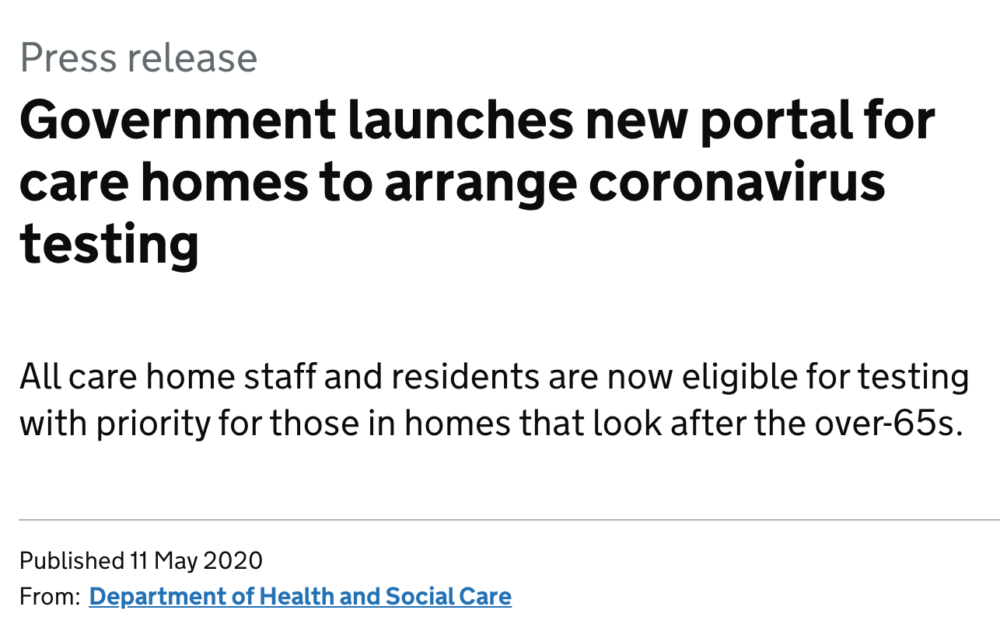 Press release
Government launches new portal for
care homes to arrange coronavirus
testing
All care home staff and residents are now eligible for testing
with priority for those in homes that look after the over-65s.
Published 11 May 2020
From: Department of Health and Social Care